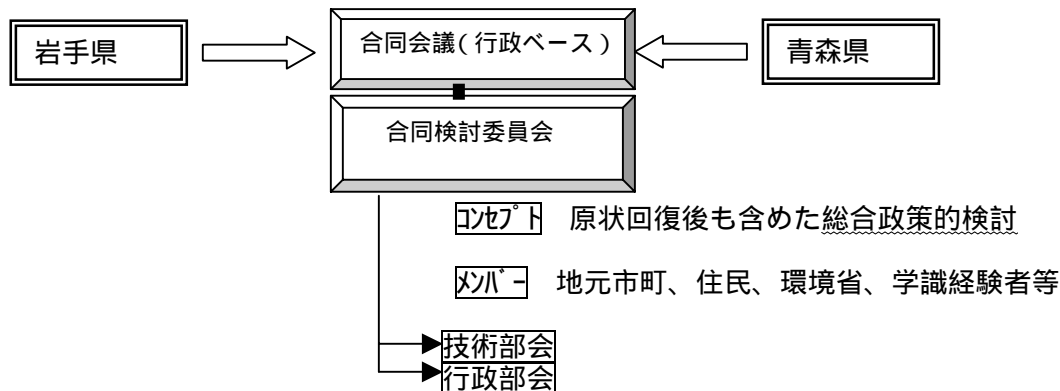 岩手県 合同会議(行政ベース) 青森県
合同検討委員会
ｺﾝｾﾌﾟﾄ 原状回復後も含めた総合政策的検討
ﾒﾝﾊﾞｰ 地元市町、住民、環境省、学識経験者等
技術部会
行政部会